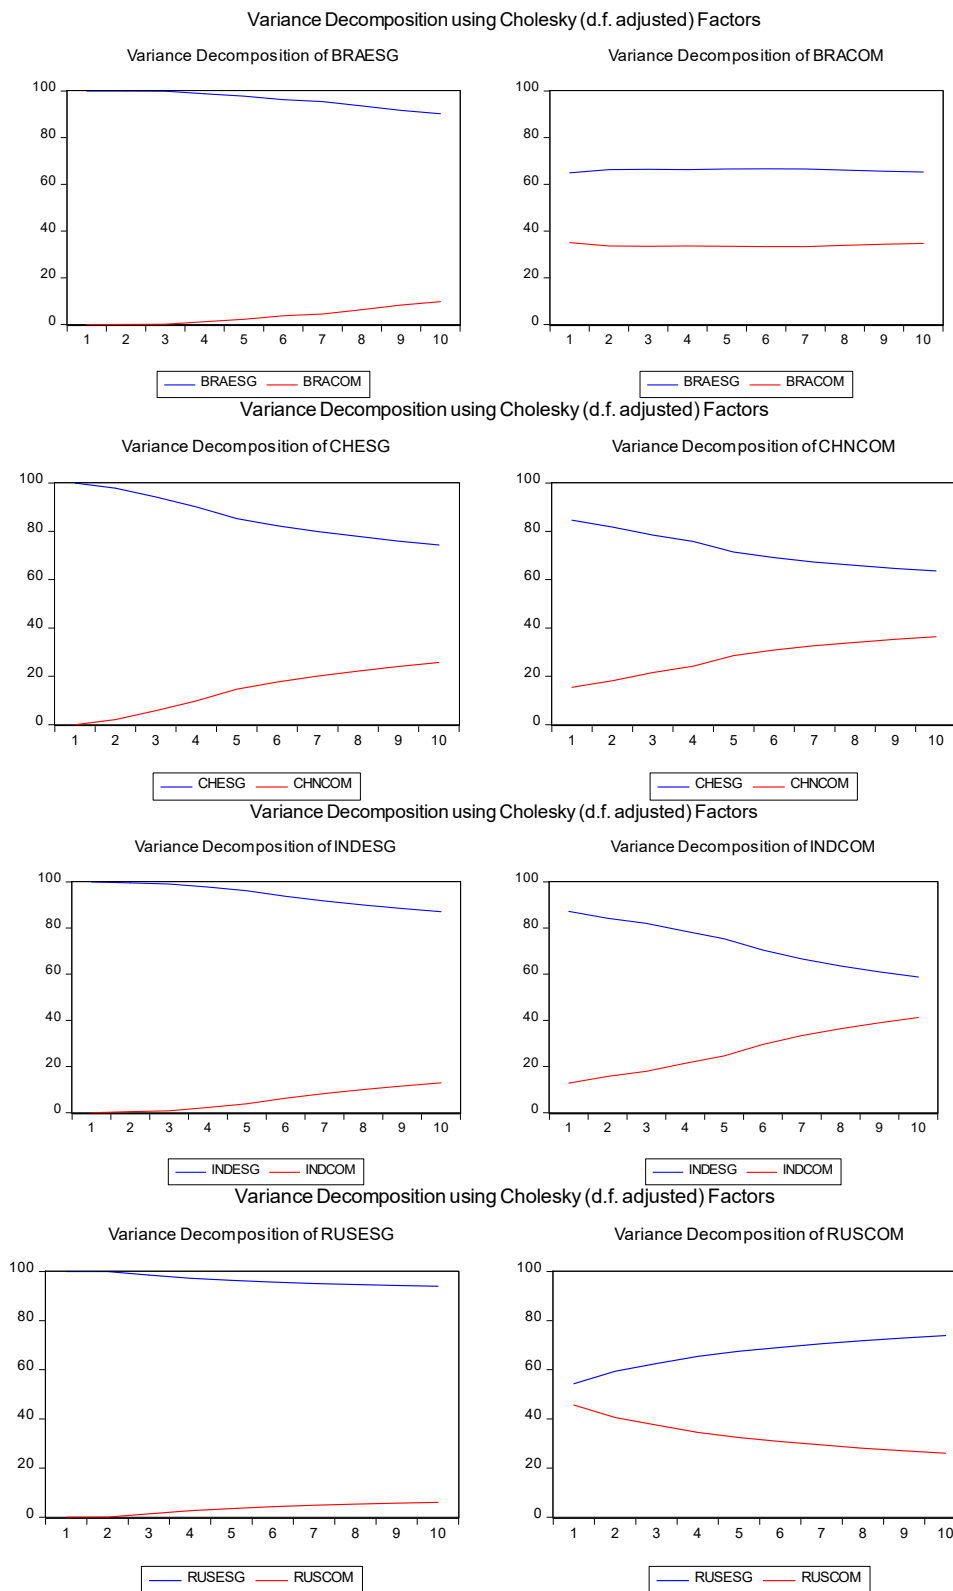 Variance Decomposition using Cholesky (d.f. adjusted) Factors
Variance Decomposition of BRAESG
100
80
60
40
20
0
1 2 3 4 5 6 7 8 9 10
BRAESG BRACOM
Variance Decomposition of BRACOM
100
80
60
40
20
0
1 2 3 4 5 6 7 8 9 10
BRAESG BRACOM
Variance Decomposition using Cholesky (d.f. adjusted) Factors
Variance Decomposition of CHESG
100
80
60
40
20
0
1 2 3 4 5 6 7 8 9 10
CHESG CHNCOM
Variance Decomposition of CHNCOM
100
80
60
40
20
0
1 2 3 4 5 6 7 8 9 10
CHESG CHNCOM
Variance Decomposition using Cholesky (d.f. adjusted) Factors
Variance Decomposition of INDESG
100
80
60
40
20
0
1 2 3 4 5 6 7 8 9 10
INDESG INDCOM
Variance Decomposition of INDCOM
100
80
60
40
20
0
1 2 3 4 5 6 7 8 9 10
INDESG INDCOM
Variance Decomposition using Cholesky (d.f. adjusted) Factors
Variance Decomposition of RUSESG
100
80
60
40
20
0
1 2 3 4 5 6 7 8 9 10
RUSESG RUSCOM
Variance Decomposition of RUSCOM
100
80
60
40
20
0
1 2 3 4 5 6 7 8 9 10
RUSESG RUSCOM